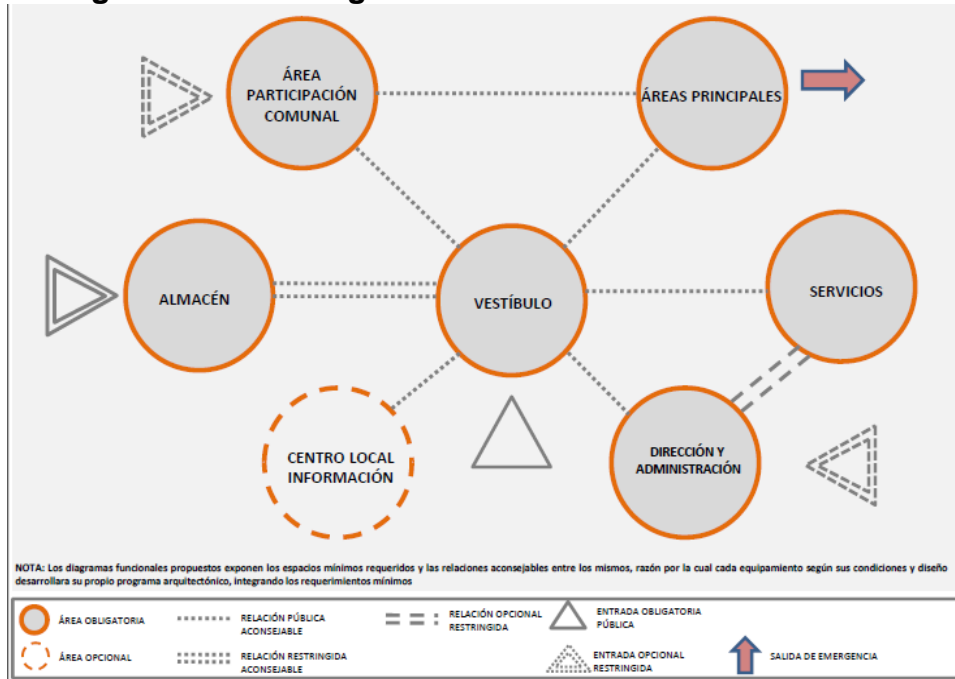 ÁREA
PARTICIPACIÓN
COMUNAL
ÁREAS PRINCIPALES
ALMACÉN
VESTÍBULO
SERVICIOS
CENTRO LOCAL
INFORMACIÓN
DIRECCIÓN Y
ADMINISTRACIÓN
NOTA: Los diagramas funcionales propuestos exponen los espacios mínimos requeridos y las relaciones aconsejables entre los mismos, razón por la cual cada equipamiento según sus condiciones y diseño
desarrollara su propio programa arquitectónico, integrando los requerimientos mínimos
ÁREA OBLIGATORIA
RELACIÓN PÚBLICA
ACONSEJABLE
RELACIÓN OPCIONAL
RESTRINGIDA
ENTRADA OBLIGATORIA
PÚBLICA
ÁREA OPCIONAL
RELACIÓN RESTRINGIDA
ACONSEJABLE
ENTRADA OPCIONAL
RESTRINGIDA
SALIDA DE EMERGENCIA